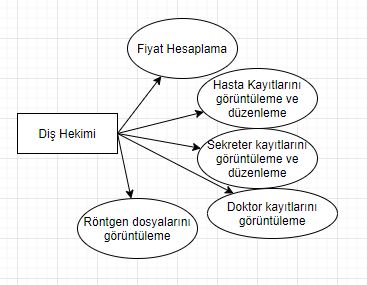 Fiyat Hesaplama
Hasta Kayıtlarını
görüntüleme ve
düzenleme
Diş Hekimi
Sekreter kayıtlarını
görüntüleme ve
düzenleme
Doktor kayıtlarını
görüntüleme
Röntgen dosyalarını
görüntüleme